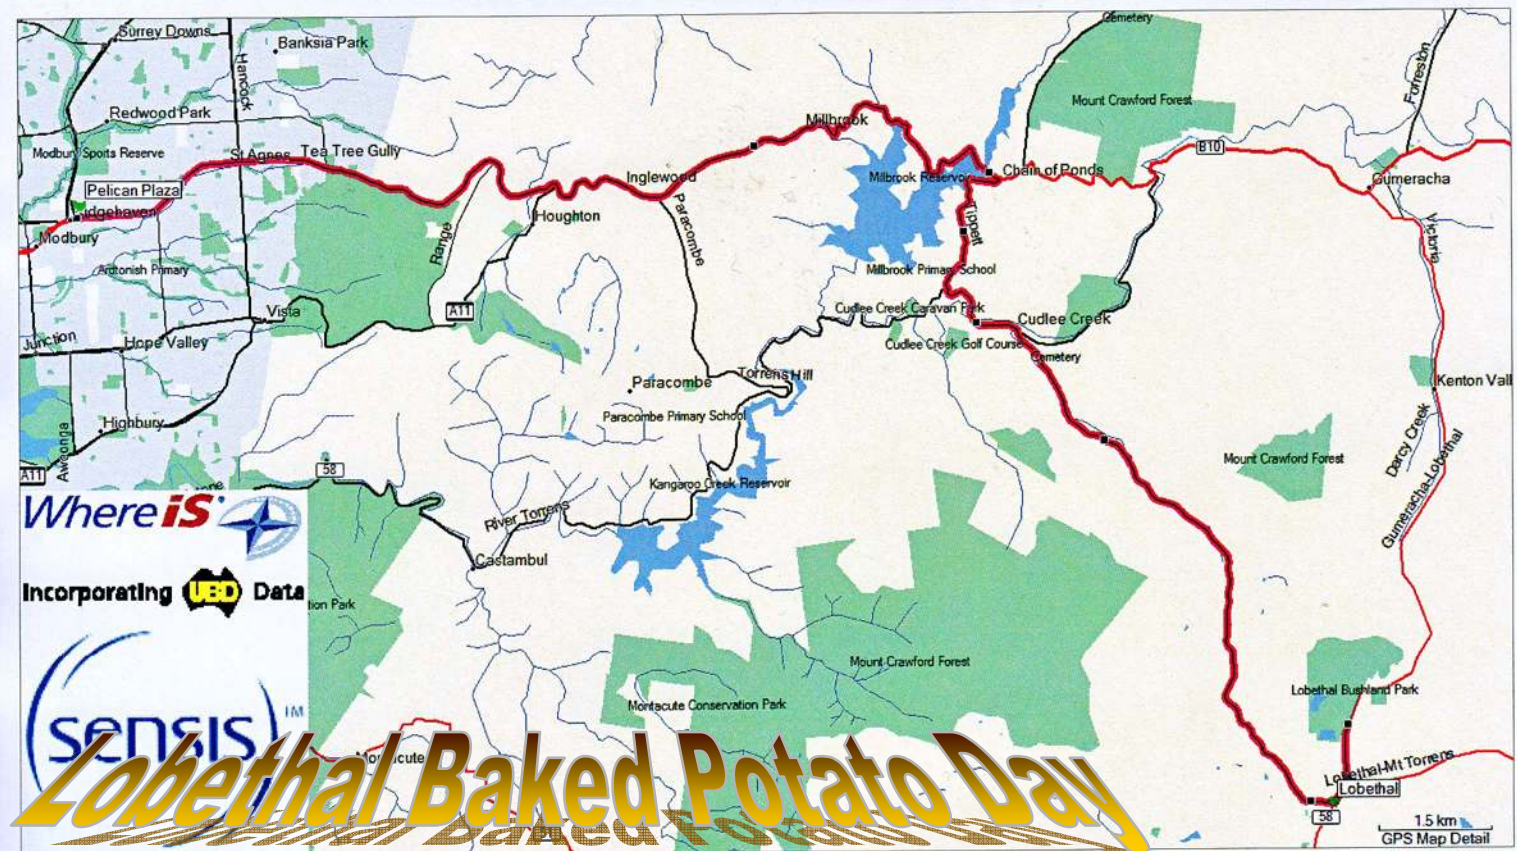 Surrey Downs
Banksia Park
Hancock
Cemetery
Forreston
Redwood Park
Mount Crawford Forest
Millbrook
Modbury Sports Reserve
St Agnes
Tea Tree Gully
B10
Pelican Plaza
Inglewood
Millbrook Reservoir
Chain of Ponds
Gumeracha
idgehaven
Houghton
Tippett
Victoria
Modbury
Range
Paracombe
Ardtonish Primary
Millbrook Primary School
Vista
A11
Cudlee Creek Caravan Park
Cudlee Creek
Junction
Hope Valley
Cudlee Creek Golf Course
Cemetery
Torrens Hill
Paracombe
Kenton Vall
Paracombe Primary School
Highbury
Awoonga
Darcy Creek
Gumeracha-Lobethal
Mount Crawford Forest
A11
58
Kangaroo Creek Reservoir
WhereiS
River Torrens
Castambul
Incorporating UBD Data
tion Park
Mount Crawford Forest
Lobethal Bushland Park
Montacute Conservation Park
sensis TM
Montacute
Lobethal-Mt Torrens
Lobethal
Lobethal Baked Potato Day
58
1.5 km
GPS Map Detail